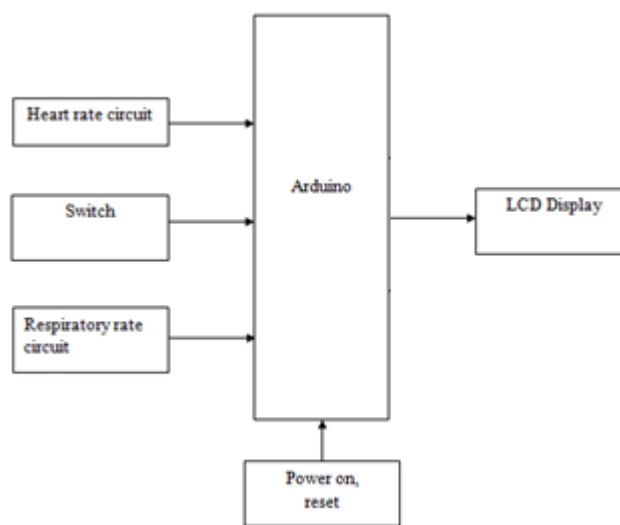 Heart rate circuit
Switch
Respiratory rate
circuit
Arduino
LCD Display
Power on,
reset